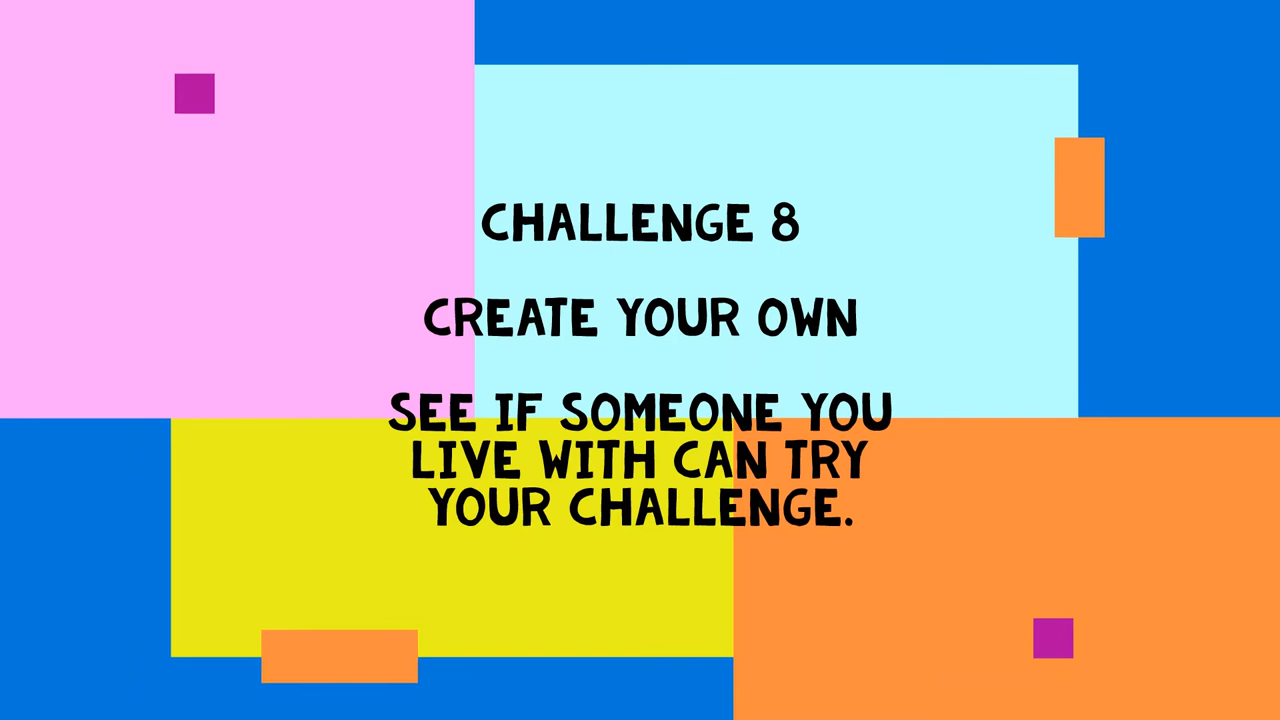 CHALLENGE 8
CREATE YOUR OWN
SEE IF SOMEONE YOU
LIVE WITH CAN TRY
YOUR CHALLENGE.